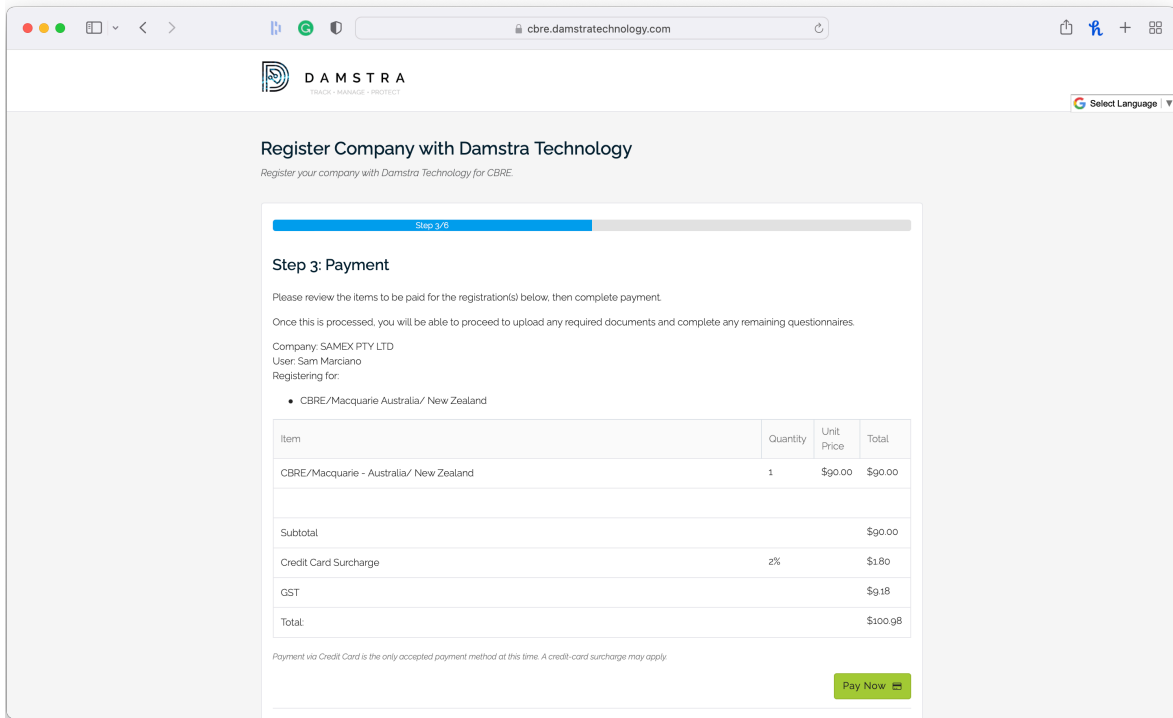 cbre.damstratechnology.com
DAMSTRA
TRACK • MANAGE • PROTECT
Select Language
Register Company with Damstra Technology
Register your company with Damstra Technology for CBRE.
Step 3/6
Step 3: Payment
Please review the items to be paid for the registration(s) below, then complete payment.
Once this is processed, you will be able to proceed to upload any required documents and complete any remaining questionnaires.
Company: SAMEX PTY LTD
User: Sam Marciano
Registering for:
• CBRE/Macquarie Australia/ New Zealand
Item Quantity Unit Price Total
CBRE/Macquarie - Australia/ New Zealand 1 $90.00 $90.00
Subtotal $90.00
Credit Card Surcharge 2% $1.80
GST $9.18
Total: $100.98
Payment via Credit Card is the only accepted payment method at this time. A credit-card surcharge may apply.
Pay Now